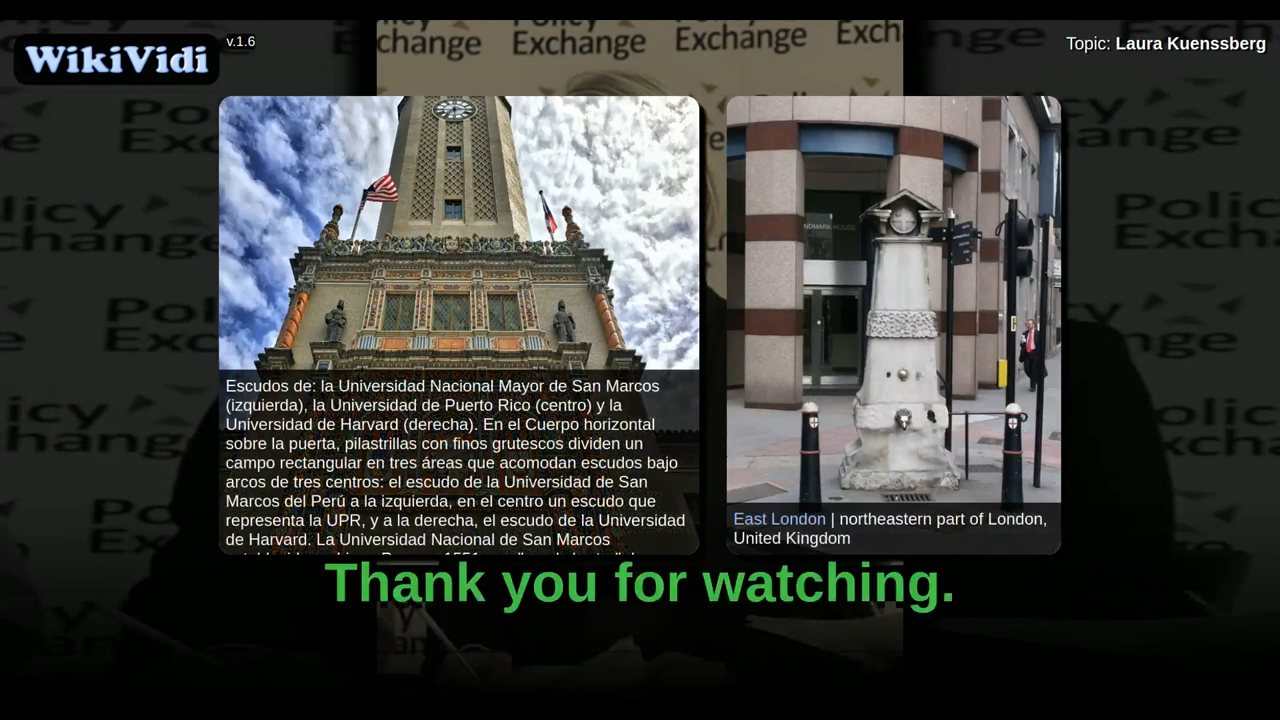 WikiVidi
v.1.6
Topic: Laura Kuenssberg
Policy
Exchange
Exchange
Exchange
Escudos de: la Universidad Nacional Mayor de San Marcos
(izquierda), la Universidad de Puerto Rico (centro) y la
Universidad de Harvard (derecha). En el Cuerpo horizontal
sobre la puerta, pilastrillas con finos grutescos dividen un
campo rectangular en tres áreas que acomodan escudos bajo
arcos de tres centros: el escudo de la Universidad de San
Marcos del Perú a la izquierda, en el centro un escudo que
representa la UPR, y a la derecha, el escudo de la Universidad
de Harvard. La Universidad Nacional de San Marcos
East London | northeastern part of London,
United Kingdom
Thank you for watching.